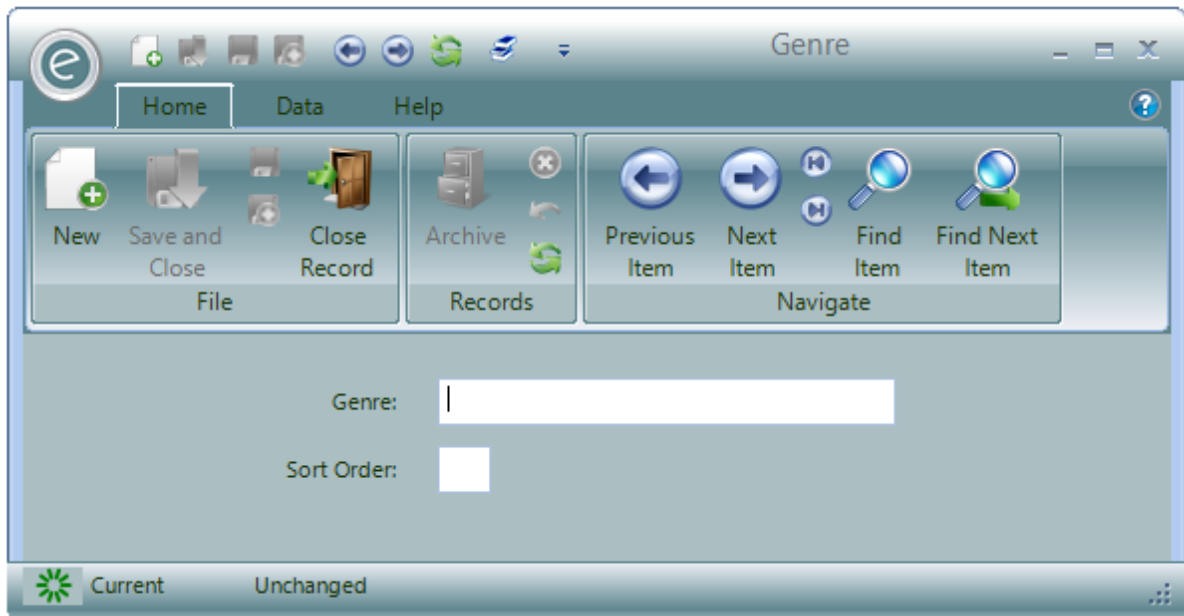 Genre
Home Data Help
New Save and Close Close Record Archive Previous Item Next Item Find Item Find Next Item
File Records Navigate
Genre:
Sort Order:
Current Unchanged